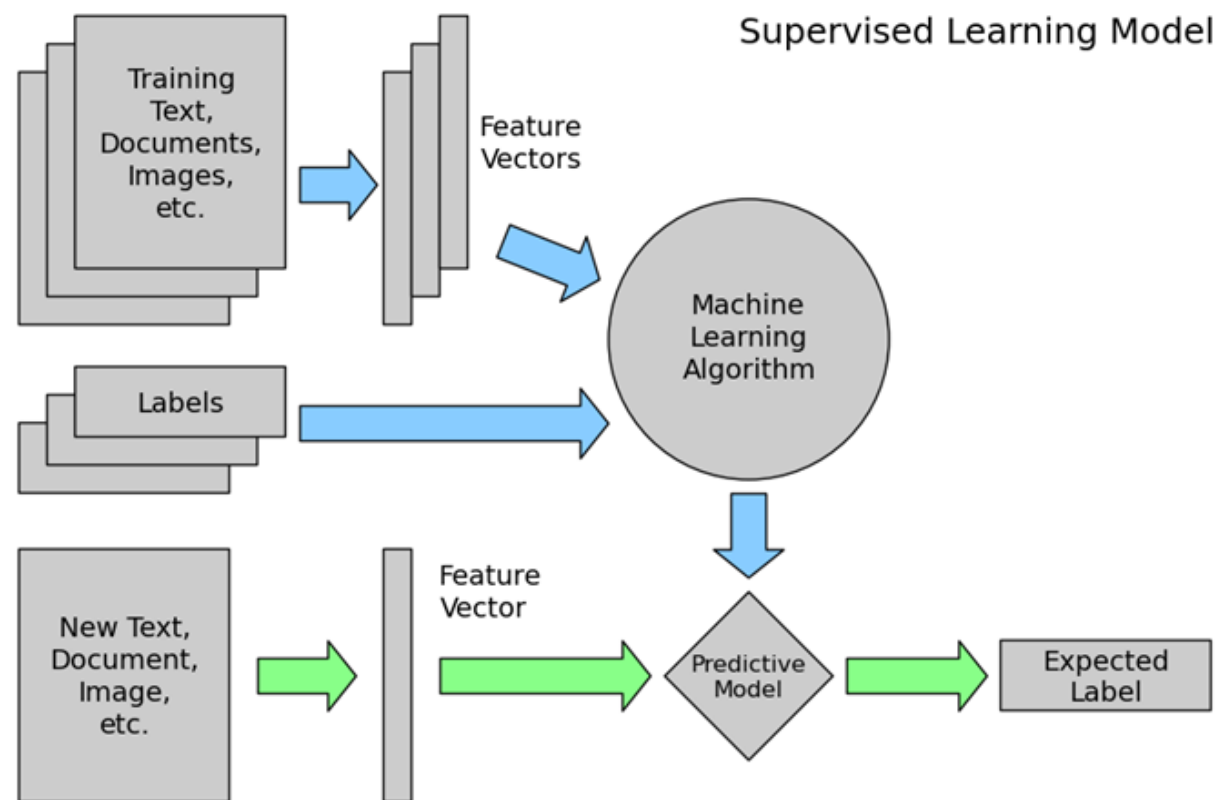 Supervised Learning Model
Training
Text,
Documents,
Images,
etc.
Feature
Vectors
Machine
Learning
Algorithm
Labels
New Text,
Document,
Image,
etc.
Feature
Vector
Predictive
Model
Expected
Label